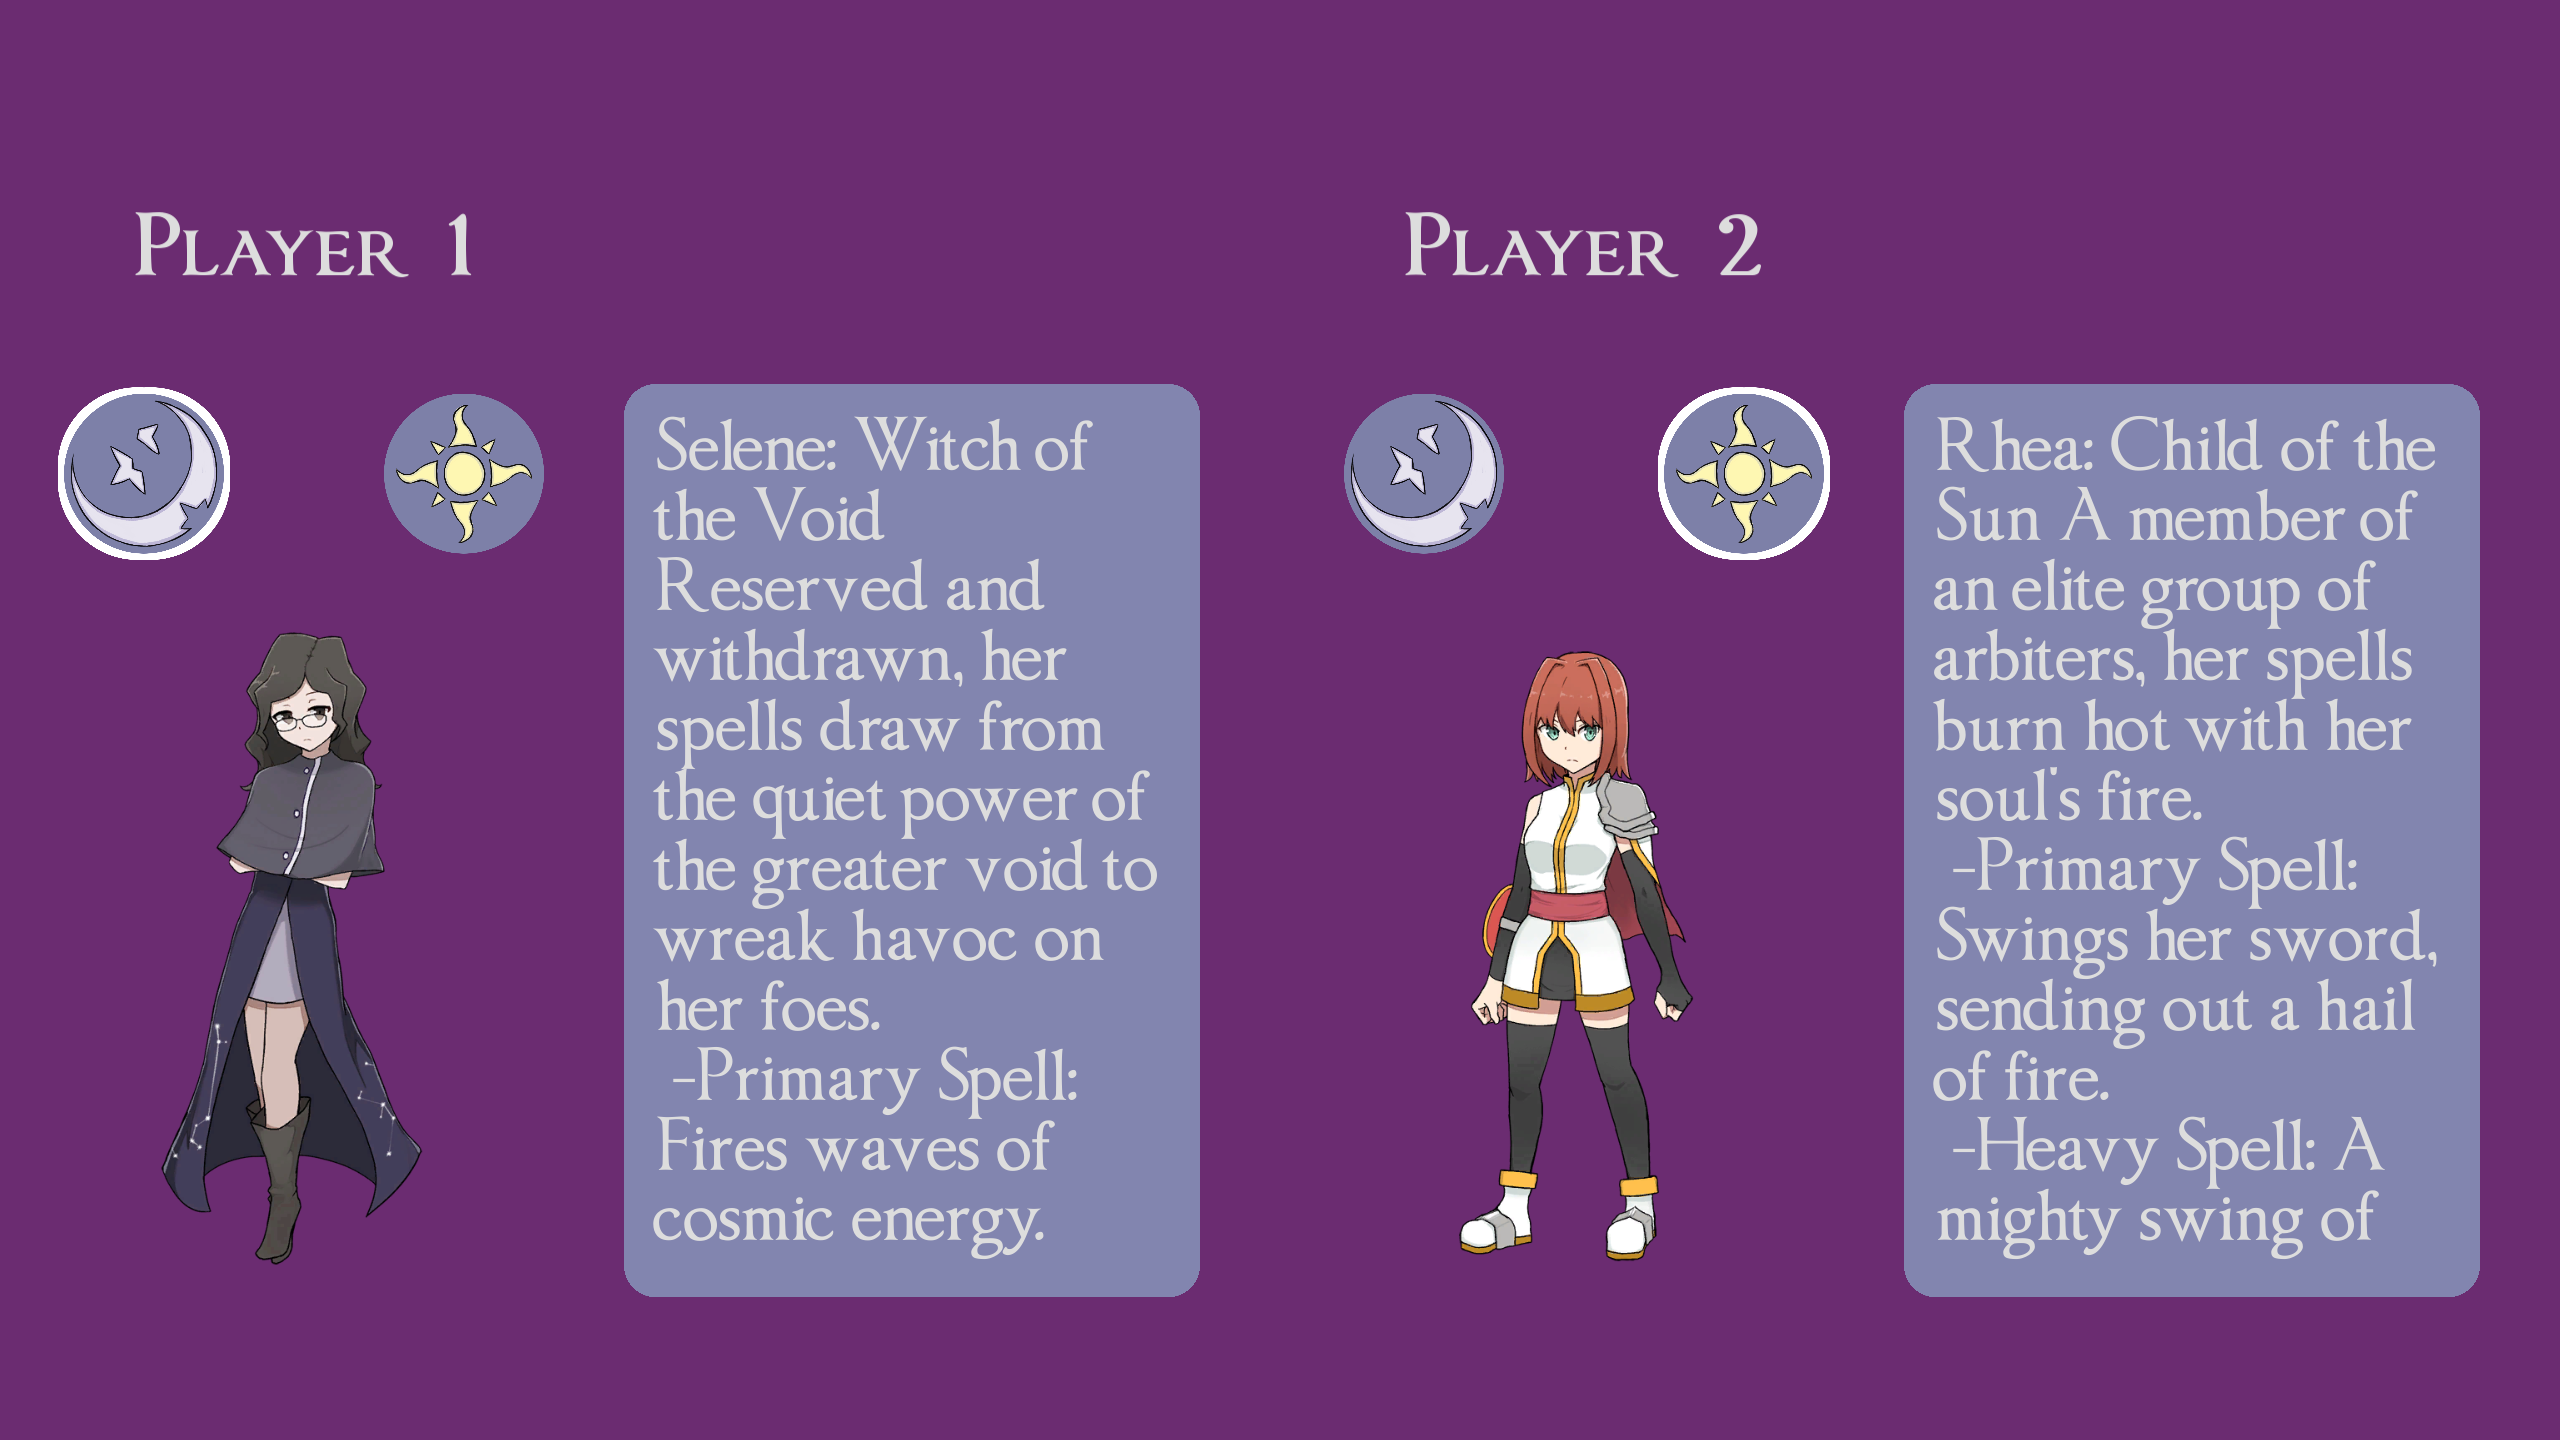 Player 1
Selene: Witch of
the Void
Reserved and
withdrawn, her
spells draw from
the quiet power of
the greater void to
wreak havoc on
her foes.
-Primary Spell:
Fires waves of
cosmic energy.
Player 2
Rhea: Child of the
Sun A member of
an elite group of
arbiters, her spells
burn hot with her
soul's fire.
-Primary Spell:
Swings her sword,
sending out a hail
of fire.
-Heavy Spell: A
mighty swing of